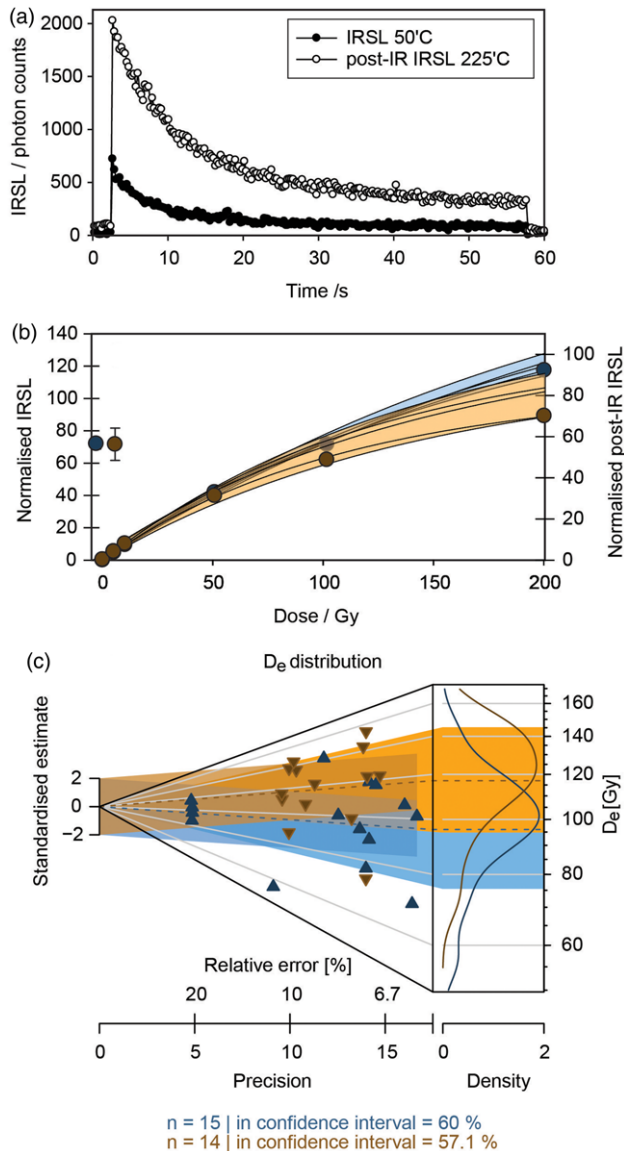 (a)
2000
1500
1000
500
0
IRSL / photon counts
IRSL 50'C
post-IR IRSL 225'C
0 10 20 30 40 50 60
Time /s
(b)
140
120
100
80
60
40
20
0
Normalised IRSL
100
80
60
40
20
0
Normalised post-IR IRSL
0 50 100 150 200
Dose / Gy
(c)
De distribution
Standardised estimate
2
0
−2
160
140
120
100
80
60
De [Gy]
Relative error [%]
20 10 6.7
0 5 10 15
Precision
0 2
Density
n = 15 | in confidence interval = 60 %
n = 14 | in confidence interval = 57.1 %